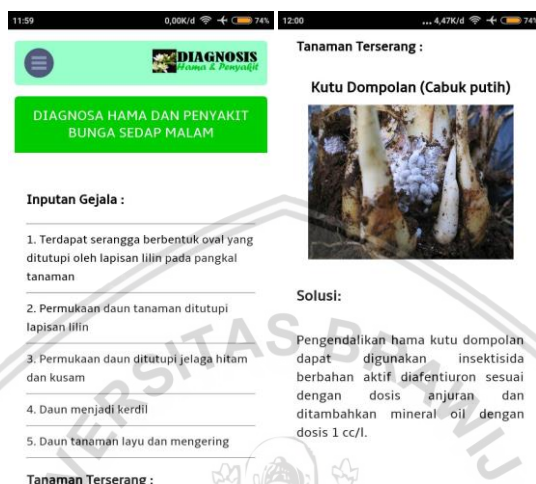 11:59
0,00K/d
74%
DIAGNOSIS
Hama & Penyakit
DIAGNOSA HAMA DAN PENYAKIT
BUNGA SEDAP MALAM
Inputan Gejala :
1. Terdapat serangga berbentuk oval yang
ditutupi oleh lapisan lilin pada pangkal
tanaman
2. Permukaan daun tanaman ditutupi
lapisan lilin
3. Permukaan daun ditutupi jelaga hitam
dan kusam
4. Daun menjadi kerdil
5. Daun tanaman layu dan mengering
Tanaman Terserang :
12:00
... 4,47K/d
74%
Tanaman Terserang :
Kutu Dompolan (Cabuk putih)
Solusi:
Pengendalikan hama kutu dompolan
dapat digunakan insektisida
berbahan aktif diafentiuron sesuai
dengan dosis anjuran dan
ditambahkan mineral oil dengan
dosis 1 cc/l.
VERSITAS BRAWIJ